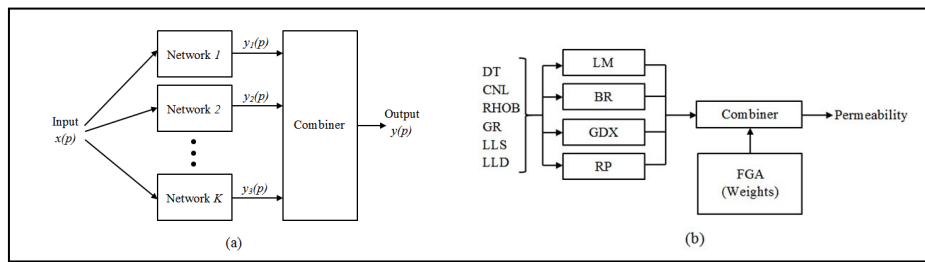 Network 1
y1(p)
Network 2
y2(p)
Input
x(p)
Network K
y3(p)
Combiner
Output
y(p)
(a)
DT
CNL
RHOB
GR
LLS
LLD
LM
BR
GDX
RP
Combiner
Permeability
FGA
(Weights)
(b)